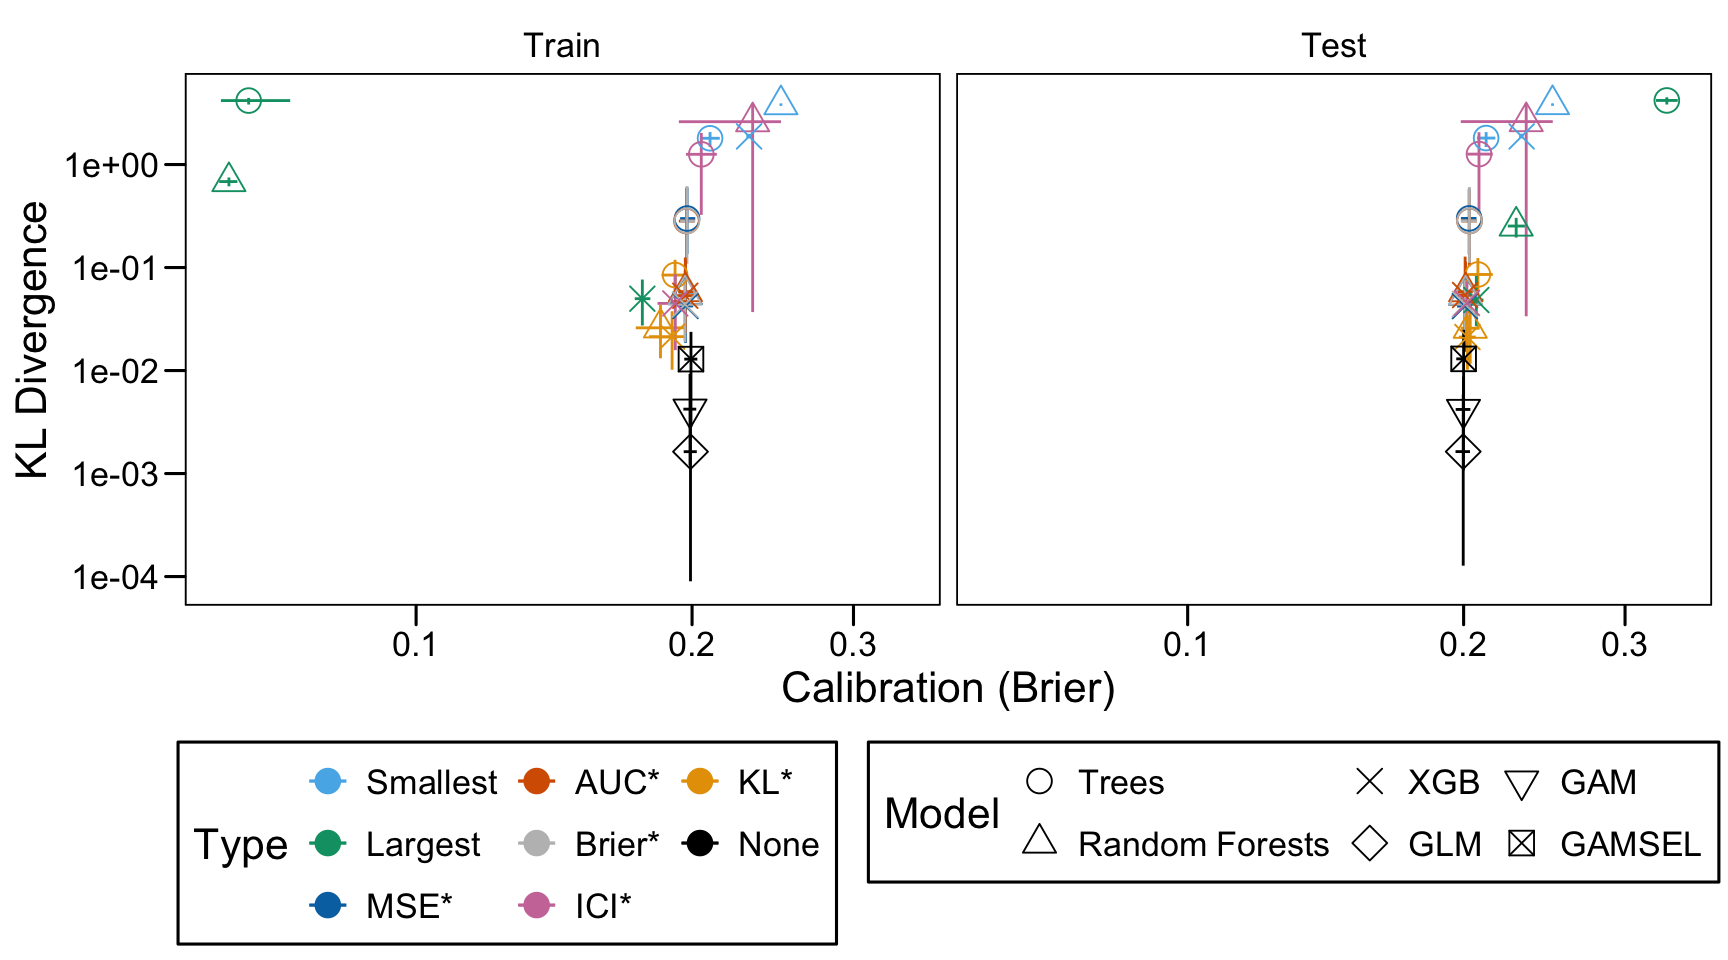 Train Test
KL Divergence
1e+00
1e-01
1e-02
1e-03
1e-04
0.1 0.2 0.3 0.1 0.2 0.3
Calibration (Brier)
Type
Smallest AUC* KL*
Largest Brier* None
MSE* ICI*
Model
Trees XGB GAM
Random Forests GLM GAMSEL